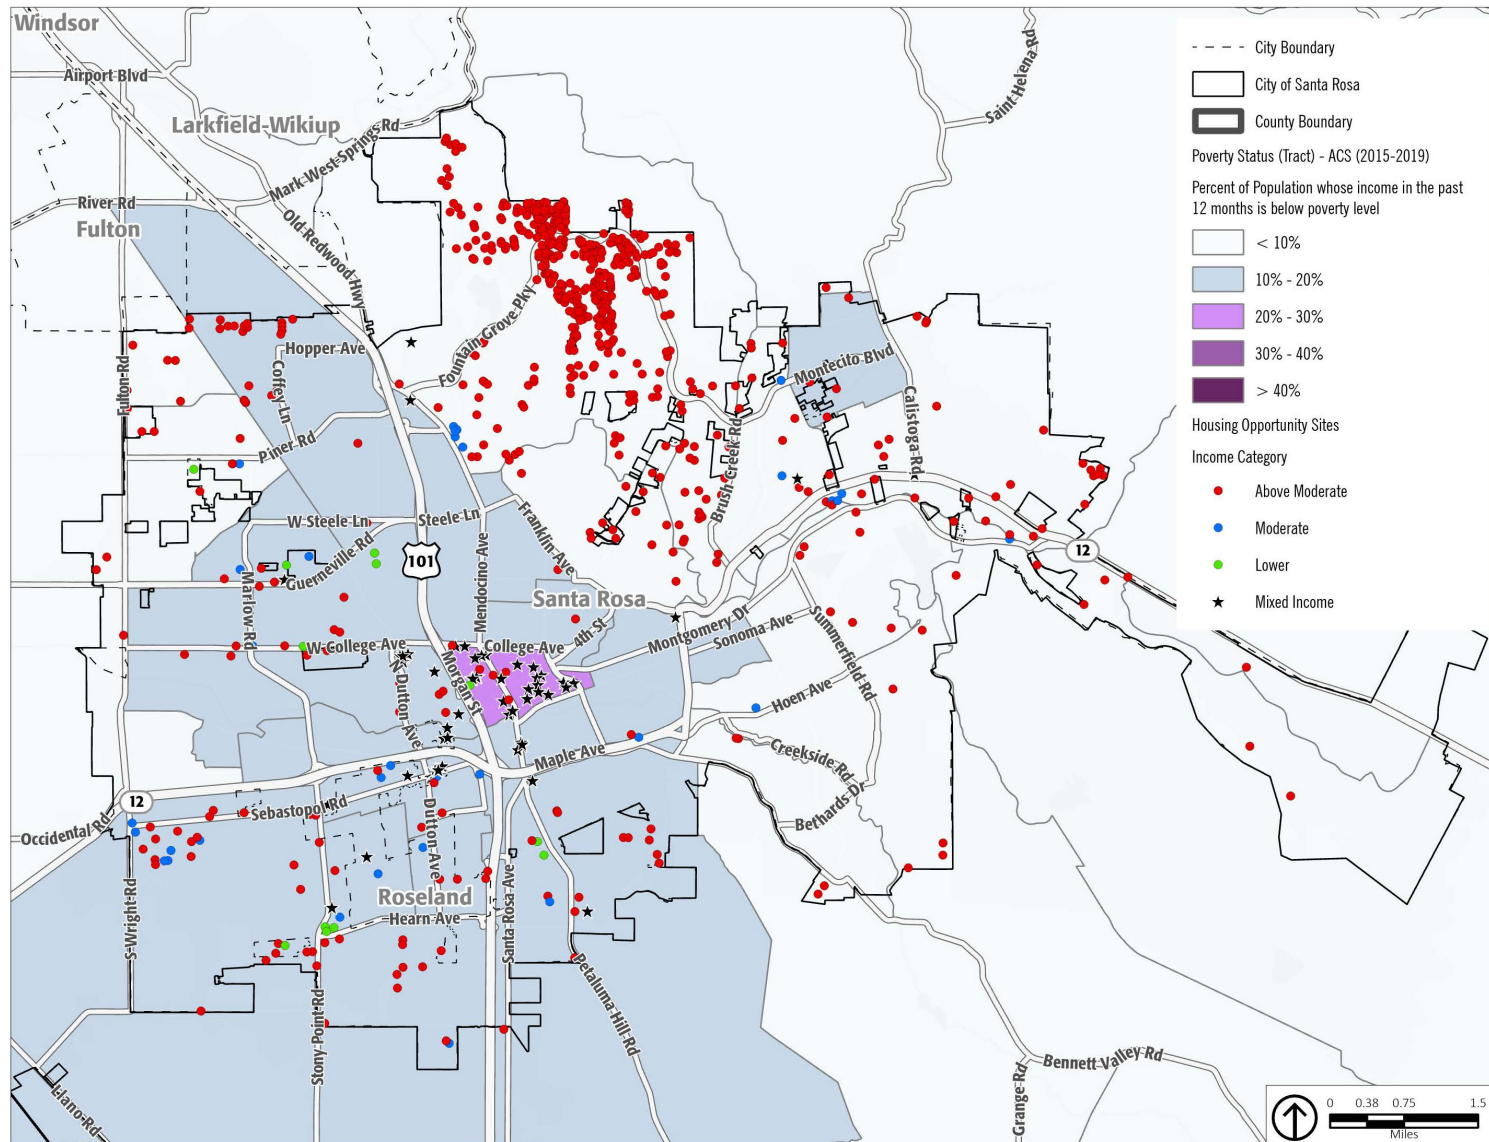 Windsor
Airport Blvd
Larkfield-Wikiup
Mark West Springs Rd
Saint Helena Rd
River Rd
Fulton
Old Redwood Hwy
Fountain Grove Pky
Hopper Ave
Coffey Ln
Fulton Rd
Piner Rd
Montecito Blvd
Calistoga Rd
Brush Creek Rd
W Steele Ln
Steele Ln
Franklin Ave
Guerneville Rd
101
Mendocino Ave
Marlow Rd
12
Santa Rosa
4th St
Montgomery Dr
Sonoma Ave
Summerfield Rd
W College Ave
College Ave
N Dutton Ave
Morgan St
Hoen Ave
Creekside Rd
Maple Ave
Bethards Dr
12
Sebastopol Rd
Occidental Rd
Dutton Ave
Roseland
Hearn Ave
S Wright Rd
Santa Rosa Ave
Stony Point Rd
Petaluma Hill Rd
Llano Rd
Bennett Valley Rd
Grange Rd
City Boundary
City of Santa Rosa
County Boundary
Poverty Status (Tract) - ACS (2015-2019)
Percent of Population whose income in the past
12 months is below poverty level
< 10%
10% - 20%
20% - 30%
30% - 40%
> 40%
Housing Opportunity Sites
Income Category
Above Moderate
Moderate
Lower
Mixed Income
0 0.38 0.75 1.5
Miles